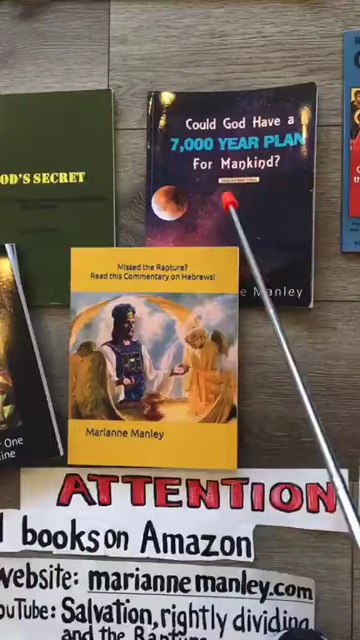 Could God Have a
7,000 YEAR PLAN
For Mankind?
OD'S SECRET
e Manley
Missed the Rapture?
Read this Commentary on Hebrews!
Marianne Manley
One
ine
ATTENTION
books on Amazon
website: mariannemanley.com
ouTube: Salvation, rightly dividing
and the Rapture